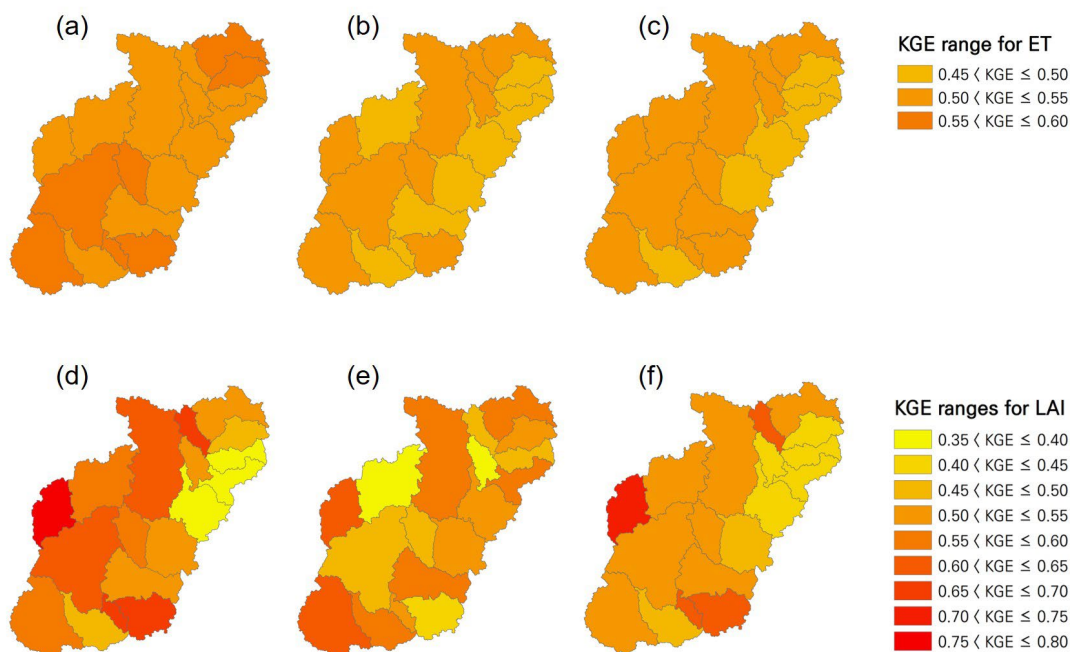 (a)
(b)
(c)
KGE range for ET
0.45 < KGE ≤ 0.50
0.50 < KGE ≤ 0.55
0.55 < KGE ≤ 0.60
(d)
(e)
(f)
KGE ranges for LAI
0.35 < KGE ≤ 0.40
0.40 < KGE ≤ 0.45
0.45 < KGE ≤ 0.50
0.50 < KGE ≤ 0.55
0.55 < KGE ≤ 0.60
0.60 < KGE ≤ 0.65
0.65 < KGE ≤ 0.70
0.70 < KGE ≤ 0.75
0.75 < KGE ≤ 0.80